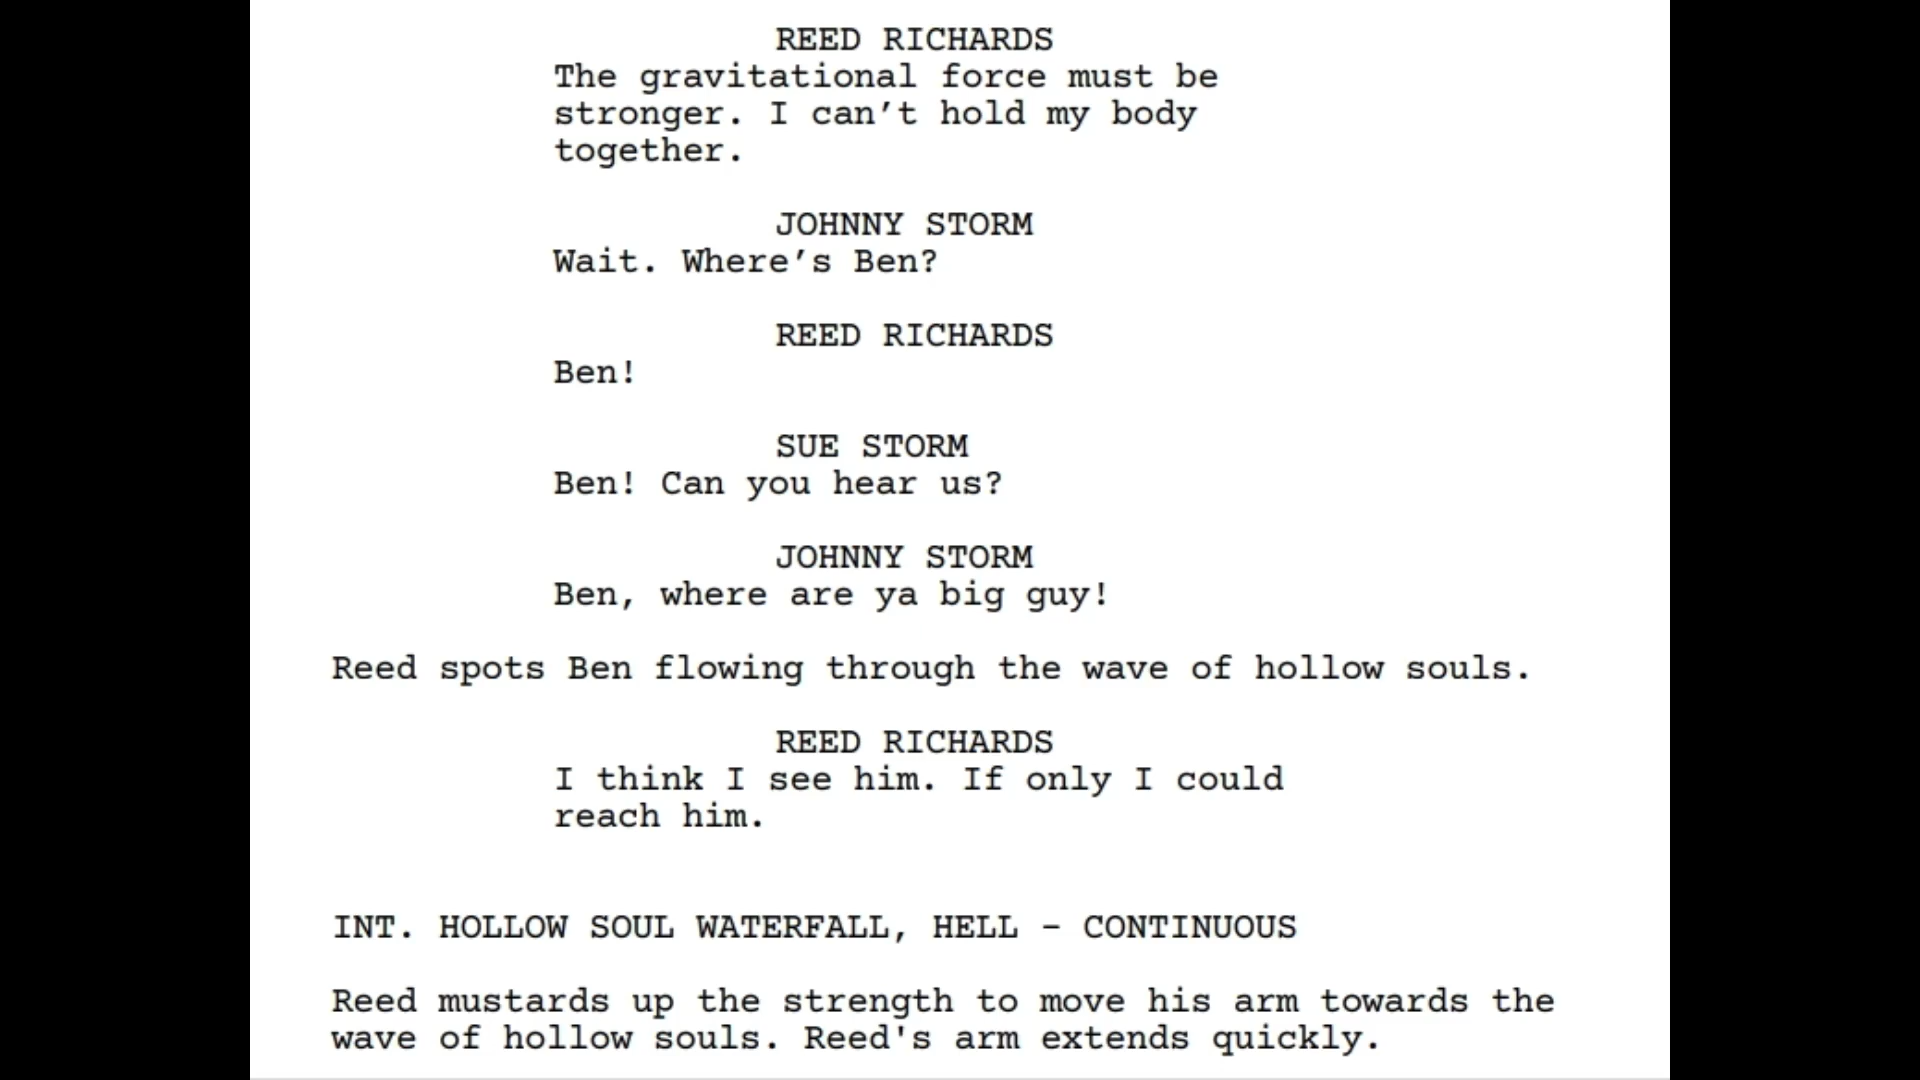 REED RICHARDS
The gravitational force must be
stronger. I can’t hold my body
together.
JOHNNY STORM
Wait. Where’s Ben?
REED RICHARDS
Ben!
SUE STORM
Ben! Can you hear us?
JOHNNY STORM
Ben, where are ya big guy!
Reed spots Ben flowing through the wave of hollow souls.
REED RICHARDS
I think I see him. If only I could
reach him.
INT. HOLLOW SOUL WATERFALL, HELL – CONTINUOUS
Reed mustards up the strength to move his arm towards the
wave of hollow souls. Reed's arm extends quickly.